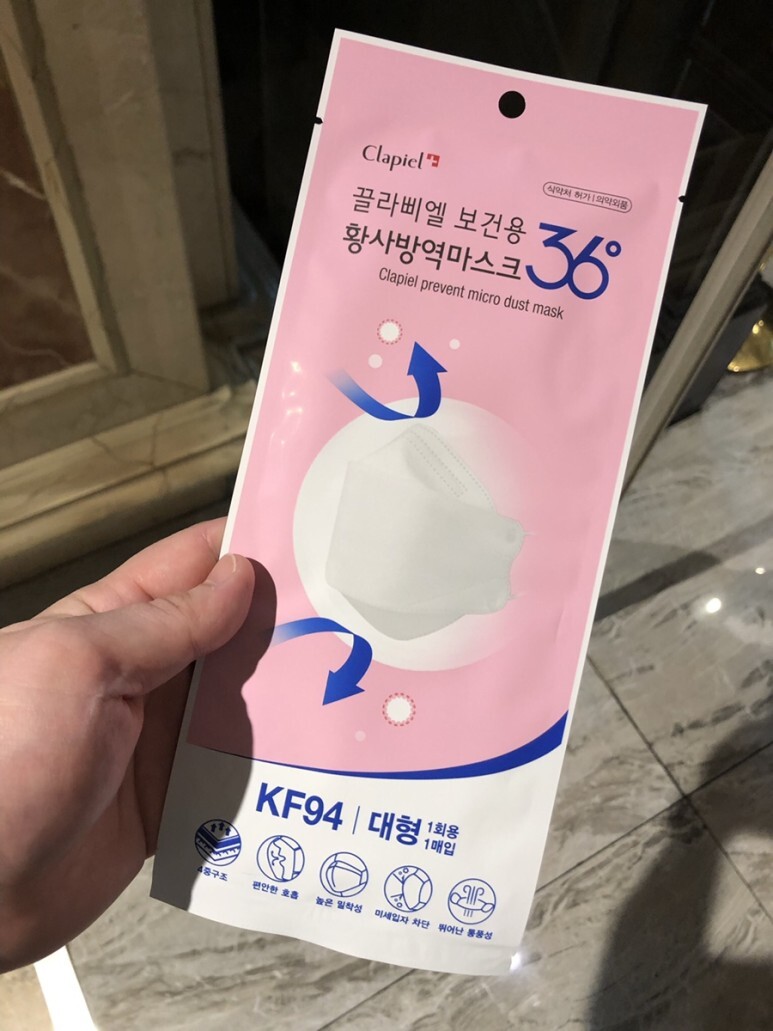 Clapiel
식약처 허가 | 의약외품
끌라삐엘 보건용
황사방역마스크 36°
Clapiel prevent micro dust mask
KF94 | 대형 1회용
1매입
4중구조
편안한 호흡
높은 밀착성
미세입자 차단
뛰어난 통풍성